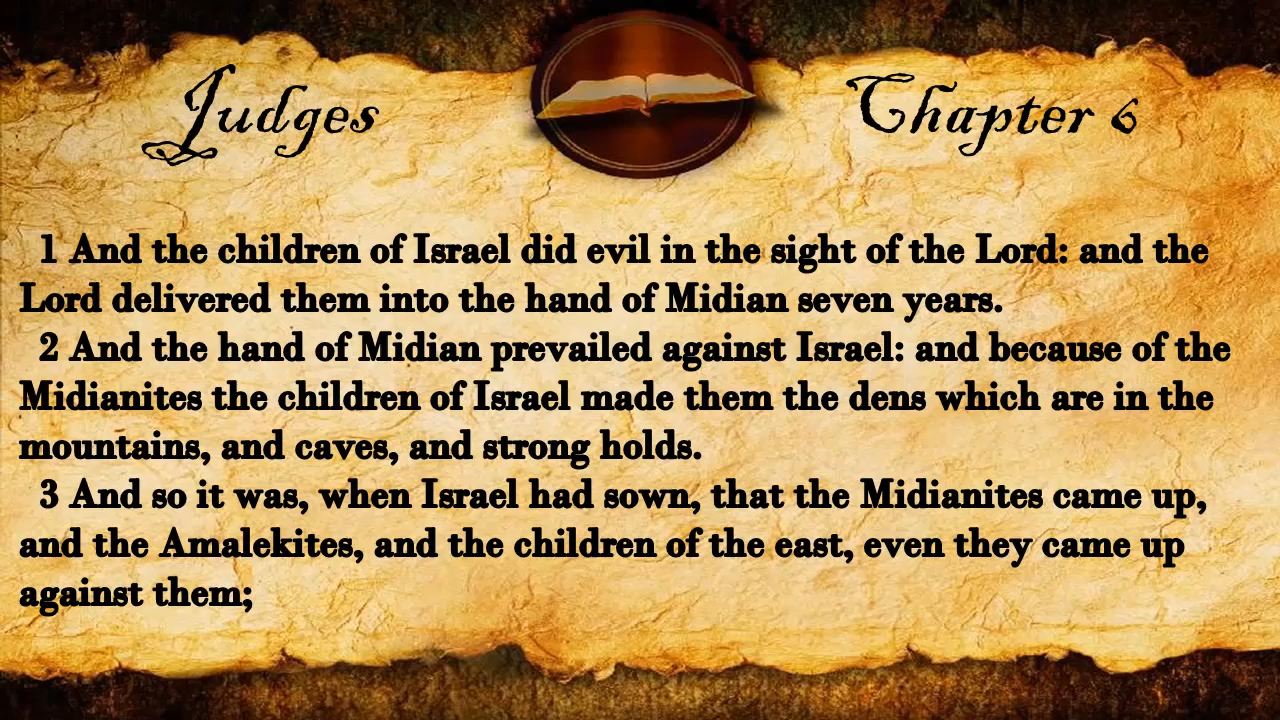 Judges
Chapter 6
1 And the children of Israel did evil in the sight of the Lord: and the
Lord delivered them into the hand of Midian seven years.
2 And the hand of Midian prevailed against Israel: and because of the
Midianites the children of Israel made them the dens which are in the
mountains, and caves, and strong holds.
3 And so it was, when Israel had sown, that the Midianites came up,
and the Amalekites, and the children of the east, even they came up
against them;